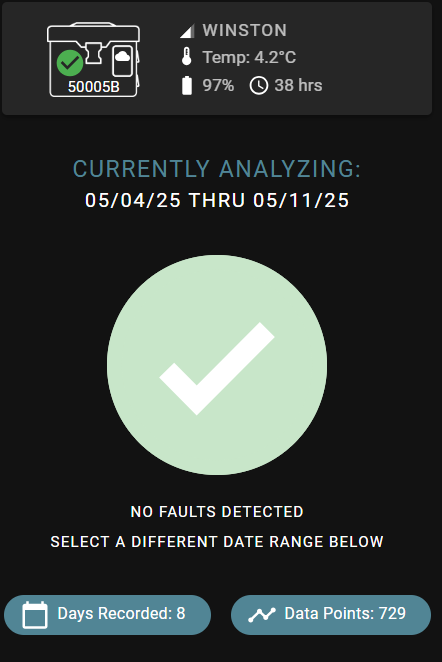 WINSTON
Temp: 4.2°C
97% 38 hrs
50005B
CURRENTLY ANALYZING:
05/04/25 THRU 05/11/25
NO FAULTS DETECTED
SELECT A DIFFERENT DATE RANGE BELOW
Days Recorded: 8
Data Points: 729